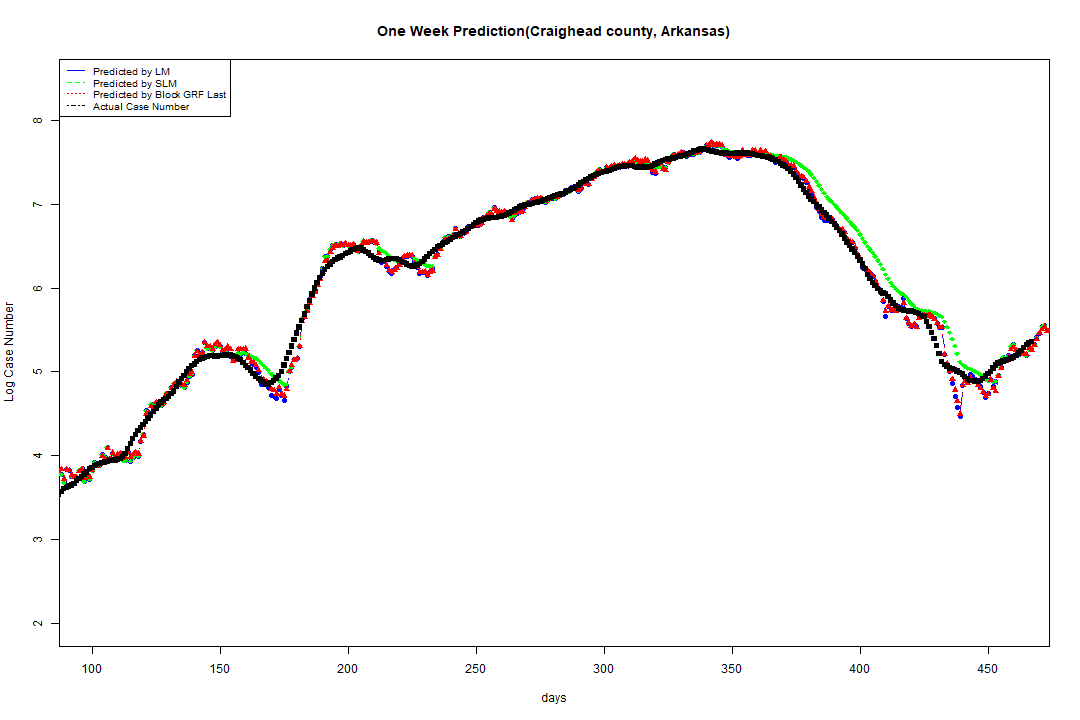 One Week Prediction(Craighead county, Arkansas)
Predicted by LM
Predicted by SLM
Predicted by Block GRF Last
Actual Case Number
Log Case Number
8
7
6
5
4
3
2
100 150 200 250 300 350 400 450
days